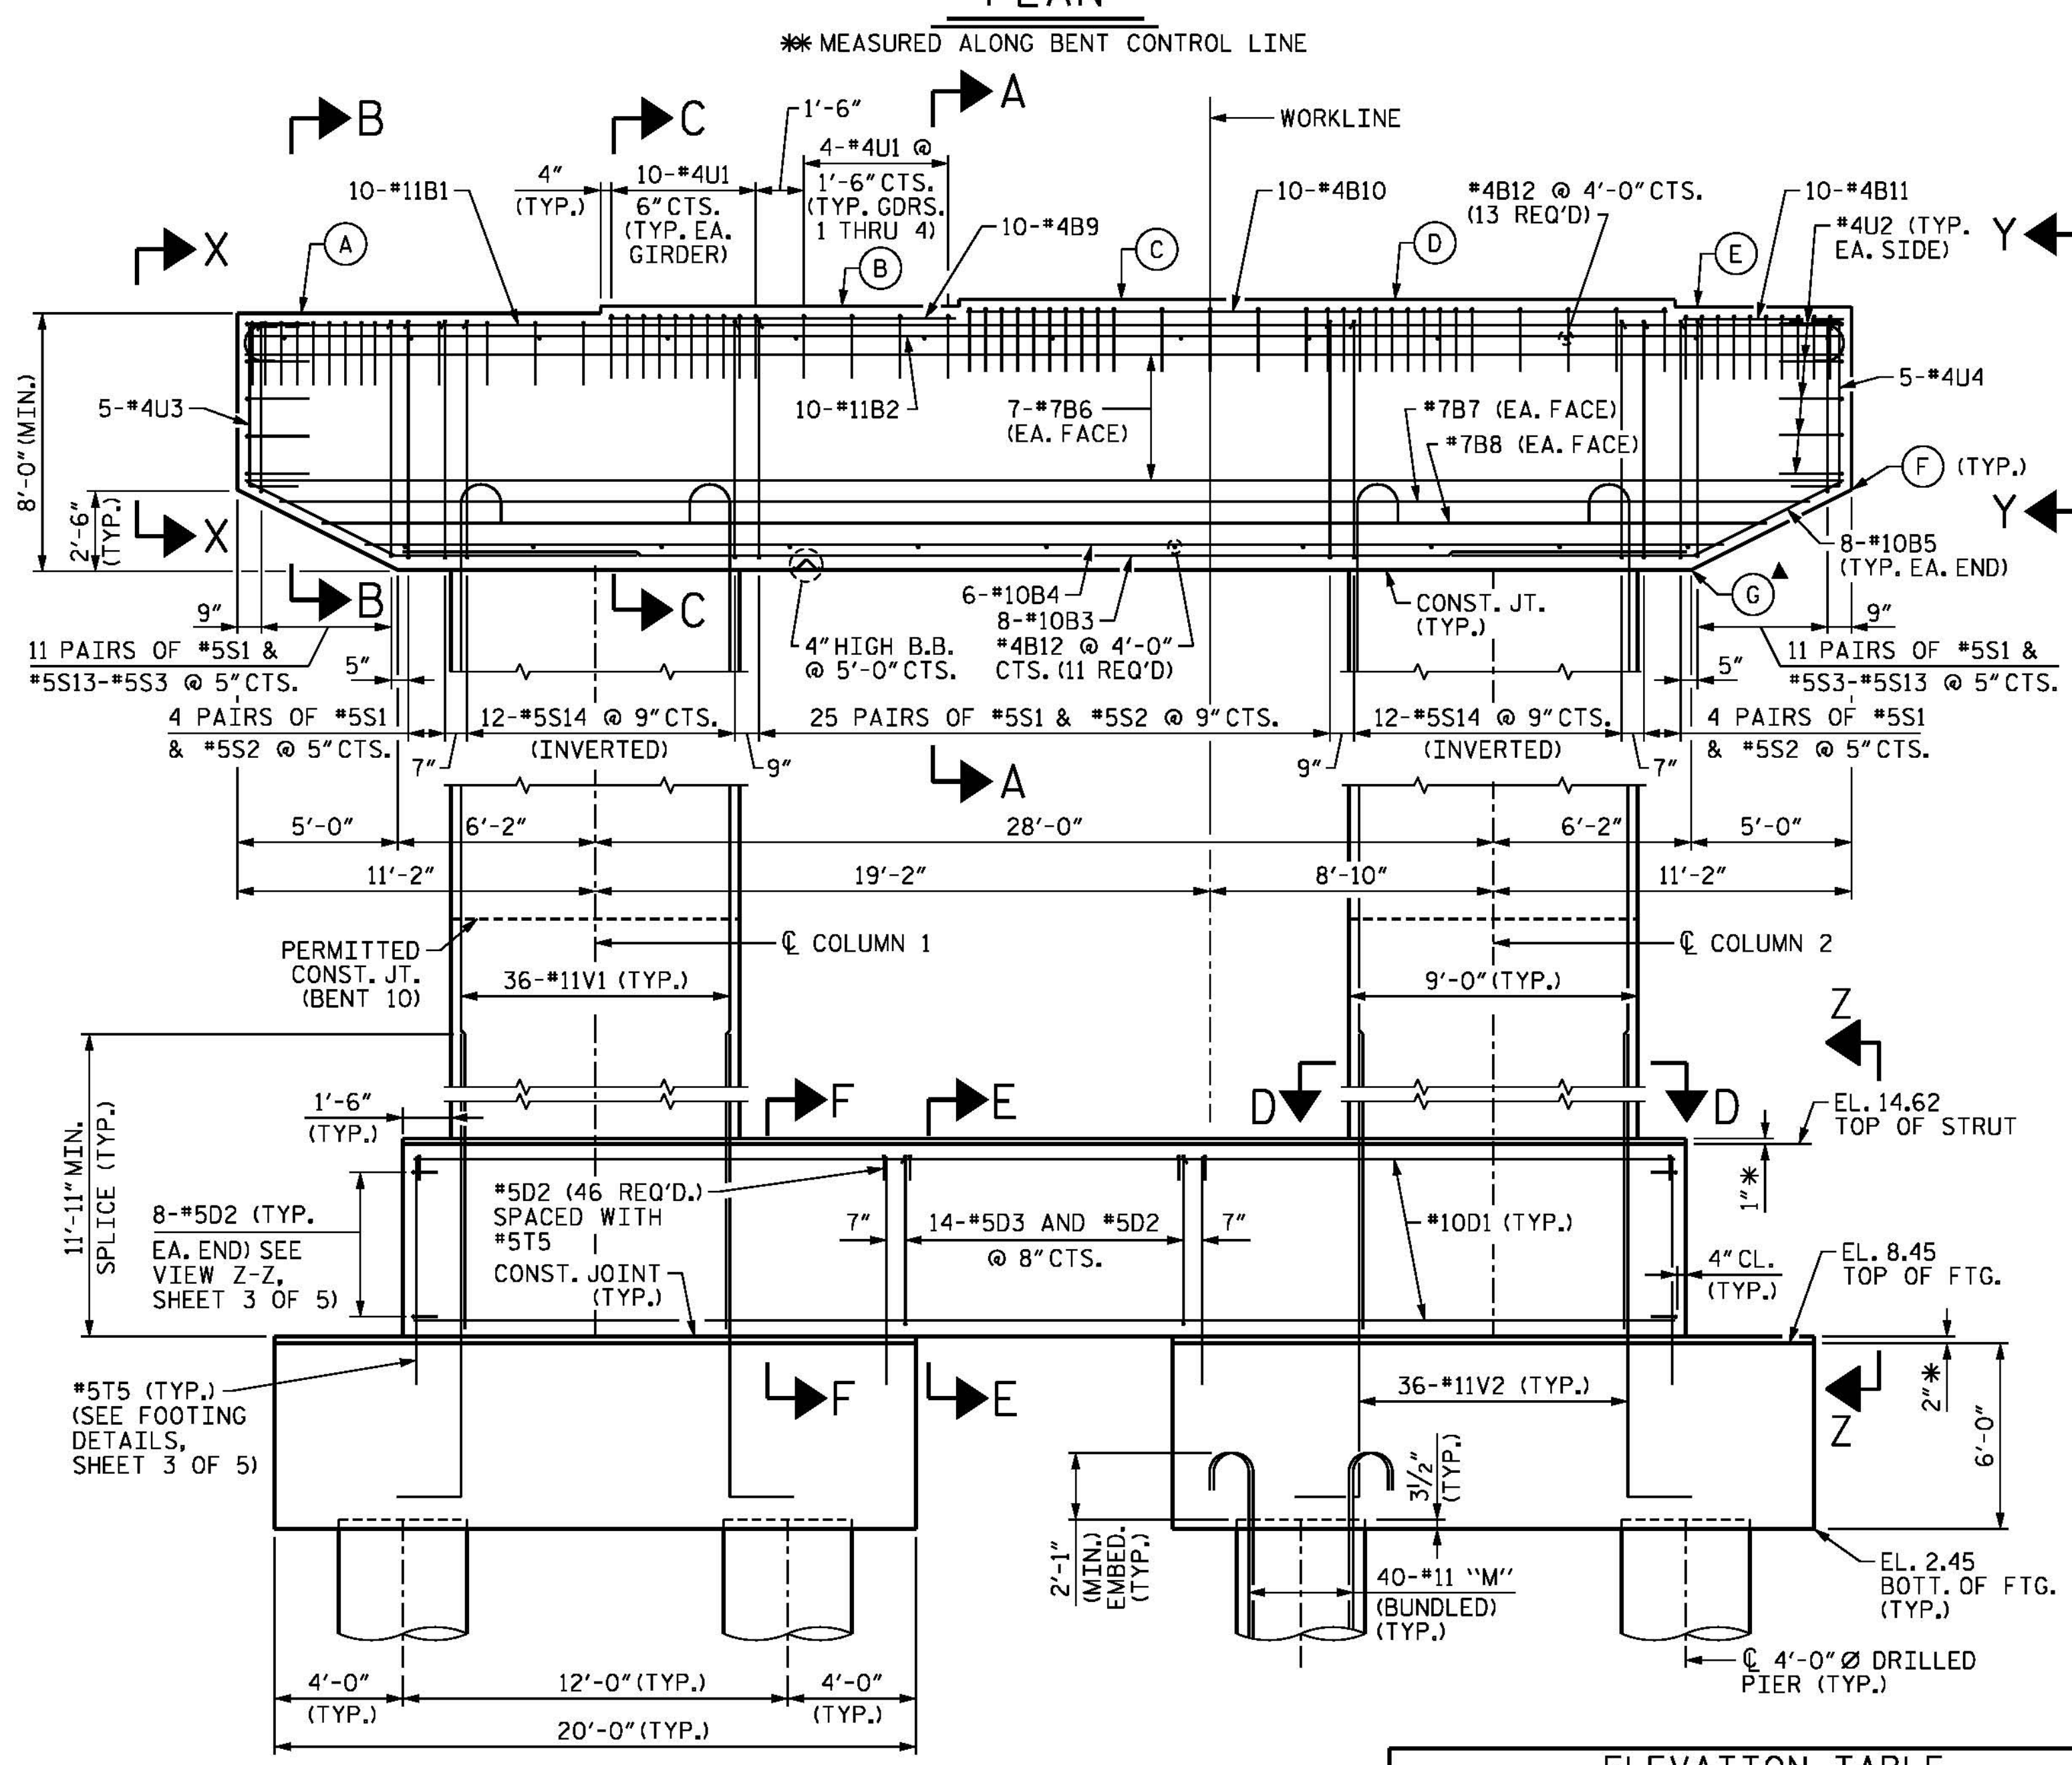 PLAN
** MEASURED ALONG BENT CONTROL LINE
B
C
A
1'-6"
WORKLINE
4-#4U1 @
1'-6" CTS.
(TYP. GDRS.
1 THRU 4)
4"
(TYP.)
10-#4U1
6" CTS.
(TYP. EA.
GIRDER)
10-#11B1
10-#4B9
10-#4B10
#4B12 @ 4'-0" CTS.
(13 REQ'D)
10-#4B11
#4U2 (TYP.
EA. SIDE)
X
A
B
C
D
E
Y
8'-0" (MIN.)
5-#4U3
10-#11B2
7-#7B6
(EA. FACE)
#7B7 (EA. FACE)
#7B8 (EA. FACE)
5-#4U4
F (TYP.)
2'-6"
(TYP.)
X
Y
8-#10B5
(TYP. EA. END)
B
C
9"
6-#10B4
8-#10B3
CONST. JT.
(TYP.)
G
9"
11 PAIRS OF #5S1 &
#5S13-#5S3 @ 5" CTS.
5"
4" HIGH B.B.
@ 5'-0" CTS.
#4B12 @ 4'-0"
CTS. (11 REQ'D)
5"
11 PAIRS OF #5S1 &
#5S3-#5S13 @ 5" CTS.
4 PAIRS OF #5S1
& #5S2 @ 5" CTS.
12-#5S14 @ 9" CTS.
(INVERTED)
25 PAIRS OF #5S1 & #5S2 @ 9" CTS.
12-#5S14 @ 9" CTS.
(INVERTED)
4 PAIRS OF #5S1
& #5S2 @ 5" CTS.
7"
9"
A
9"
7"
5'-0"
6'-2"
28'-0"
6'-2"
5'-0"
11'-2"
19'-2"
8'-10"
11'-2"
PERMITTED
CONST. JT.
(BENT 10)
℄ COLUMN 1
℄ COLUMN 2
36-#11V1 (TYP.)
9'-0" (TYP.)
Z
11'-11" MIN.
SPLICE (TYP.)
1'-6"
(TYP.)
F
E
D
D
EL. 14.62
TOP OF STRUT
1"*
8-#5D2 (TYP.
EA. END) SEE
VIEW Z-Z,
SHEET 3 OF 5)
#5D2 (46 REQ'D.)
SPACED WITH
#5T5
CONST. JOINT
(TYP.)
7"
14-#5D3 AND #5D2
@ 8" CTS.
7"
#10D1 (TYP.)
4" CL.
(TYP.)
EL. 8.45
TOP OF FTG.
#5T5 (TYP.)
(SEE FOOTING
DETAILS,
SHEET 3 OF 5)
F
E
36-#11V2 (TYP.)
Z
2"*
6'-0"
2'-1"
(MIN.)
EMBED.
(TYP.)
3½"
(TYP.)
40-#11 "M"
(BUNDLED)
(TYP.)
EL. 2.45
BOTT. OF FTG.
(TYP.)
℄ 4'-0" Ø DRILLED
PIER (TYP.)
4'-0"
(TYP.)
12'-0" (TYP.)
4'-0"
(TYP.)
20'-0" (TYP.)
ELEVATION TABLE